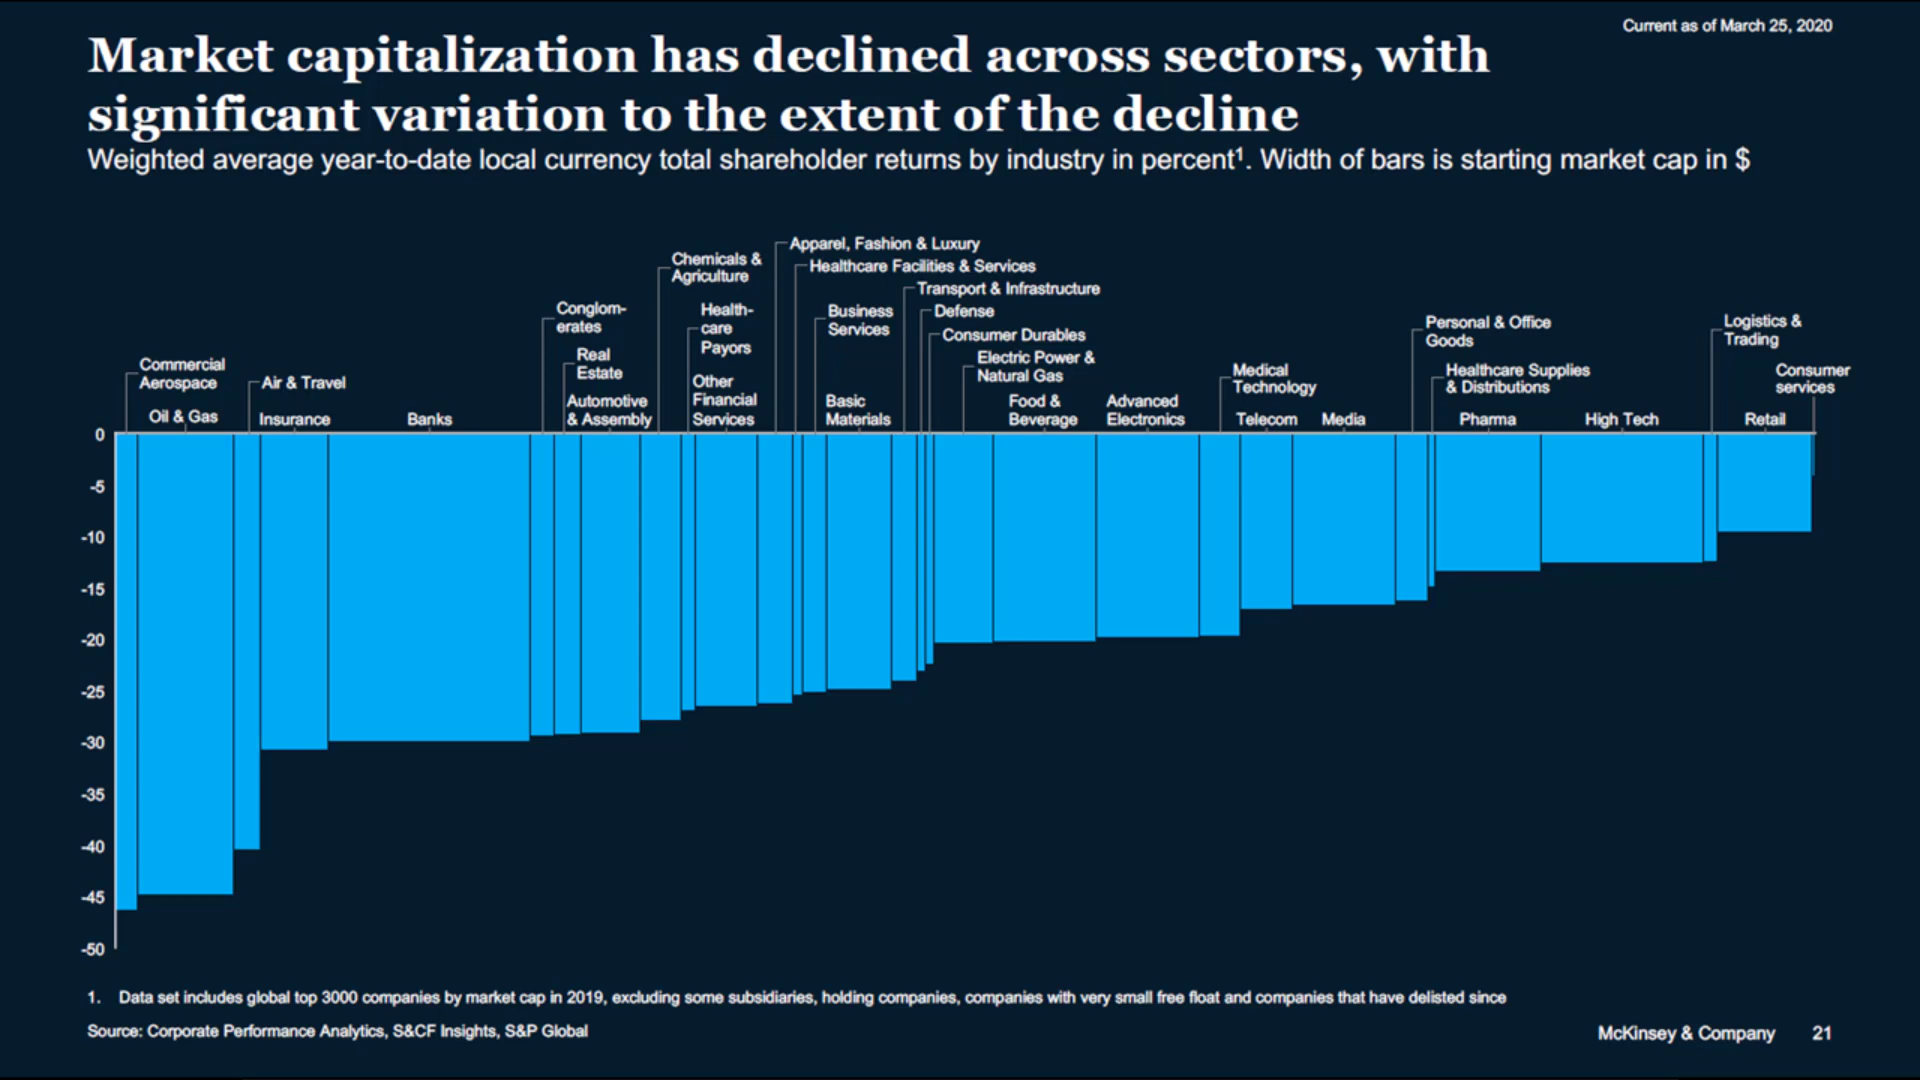 Current as of March 25, 2020
Market capitalization has declined across sectors, with
significant variation to the extent of the decline
Weighted average year-to-date local currency total shareholder returns by industry in percent¹. Width of bars is starting market cap in $
Commercial
Aerospace
Oil & Gas
Air & Travel
Insurance
Banks
Conglom-
erates
Real
Estate
Automotive
& Assembly
Chemicals &
Agriculture
Health-
care
Payors
Other
Financial
Services
Apparel, Fashion & Luxury
Healthcare Facilities & Services
Business
Services
Basic
Materials
Transport & Infrastructure
Defense
Consumer Durables
Electric Power &
Natural Gas
Food &
Beverage
Advanced
Electronics
Medical
Technology
Telecom
Media
Personal & Office
Goods
Healthcare Supplies
& Distributions
Pharma
High Tech
Logistics &
Trading
Retail
Consumer
services
0
-5
-10
-15
-20
-25
-30
-35
-40
-45
-50
1. Data set includes global top 3000 companies by market cap in 2019, excluding some subsidiaries, holding companies, companies with very small free float and companies that have delisted since
Source: Corporate Performance Analytics, S&CF Insights, S&P Global
McKinsey & Company 21